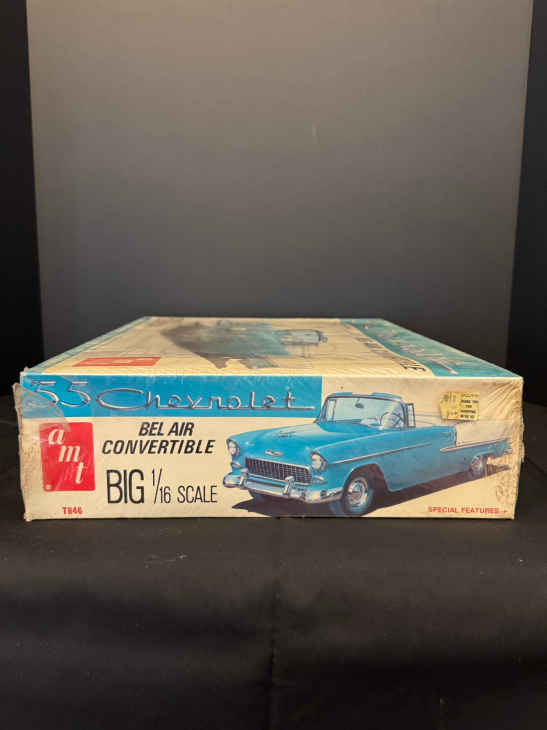 '55 Chevrolet
BEL AIR
CONVERTIBLE
amt
BIG 1/16 SCALE
T846
SPECIAL FEATURES